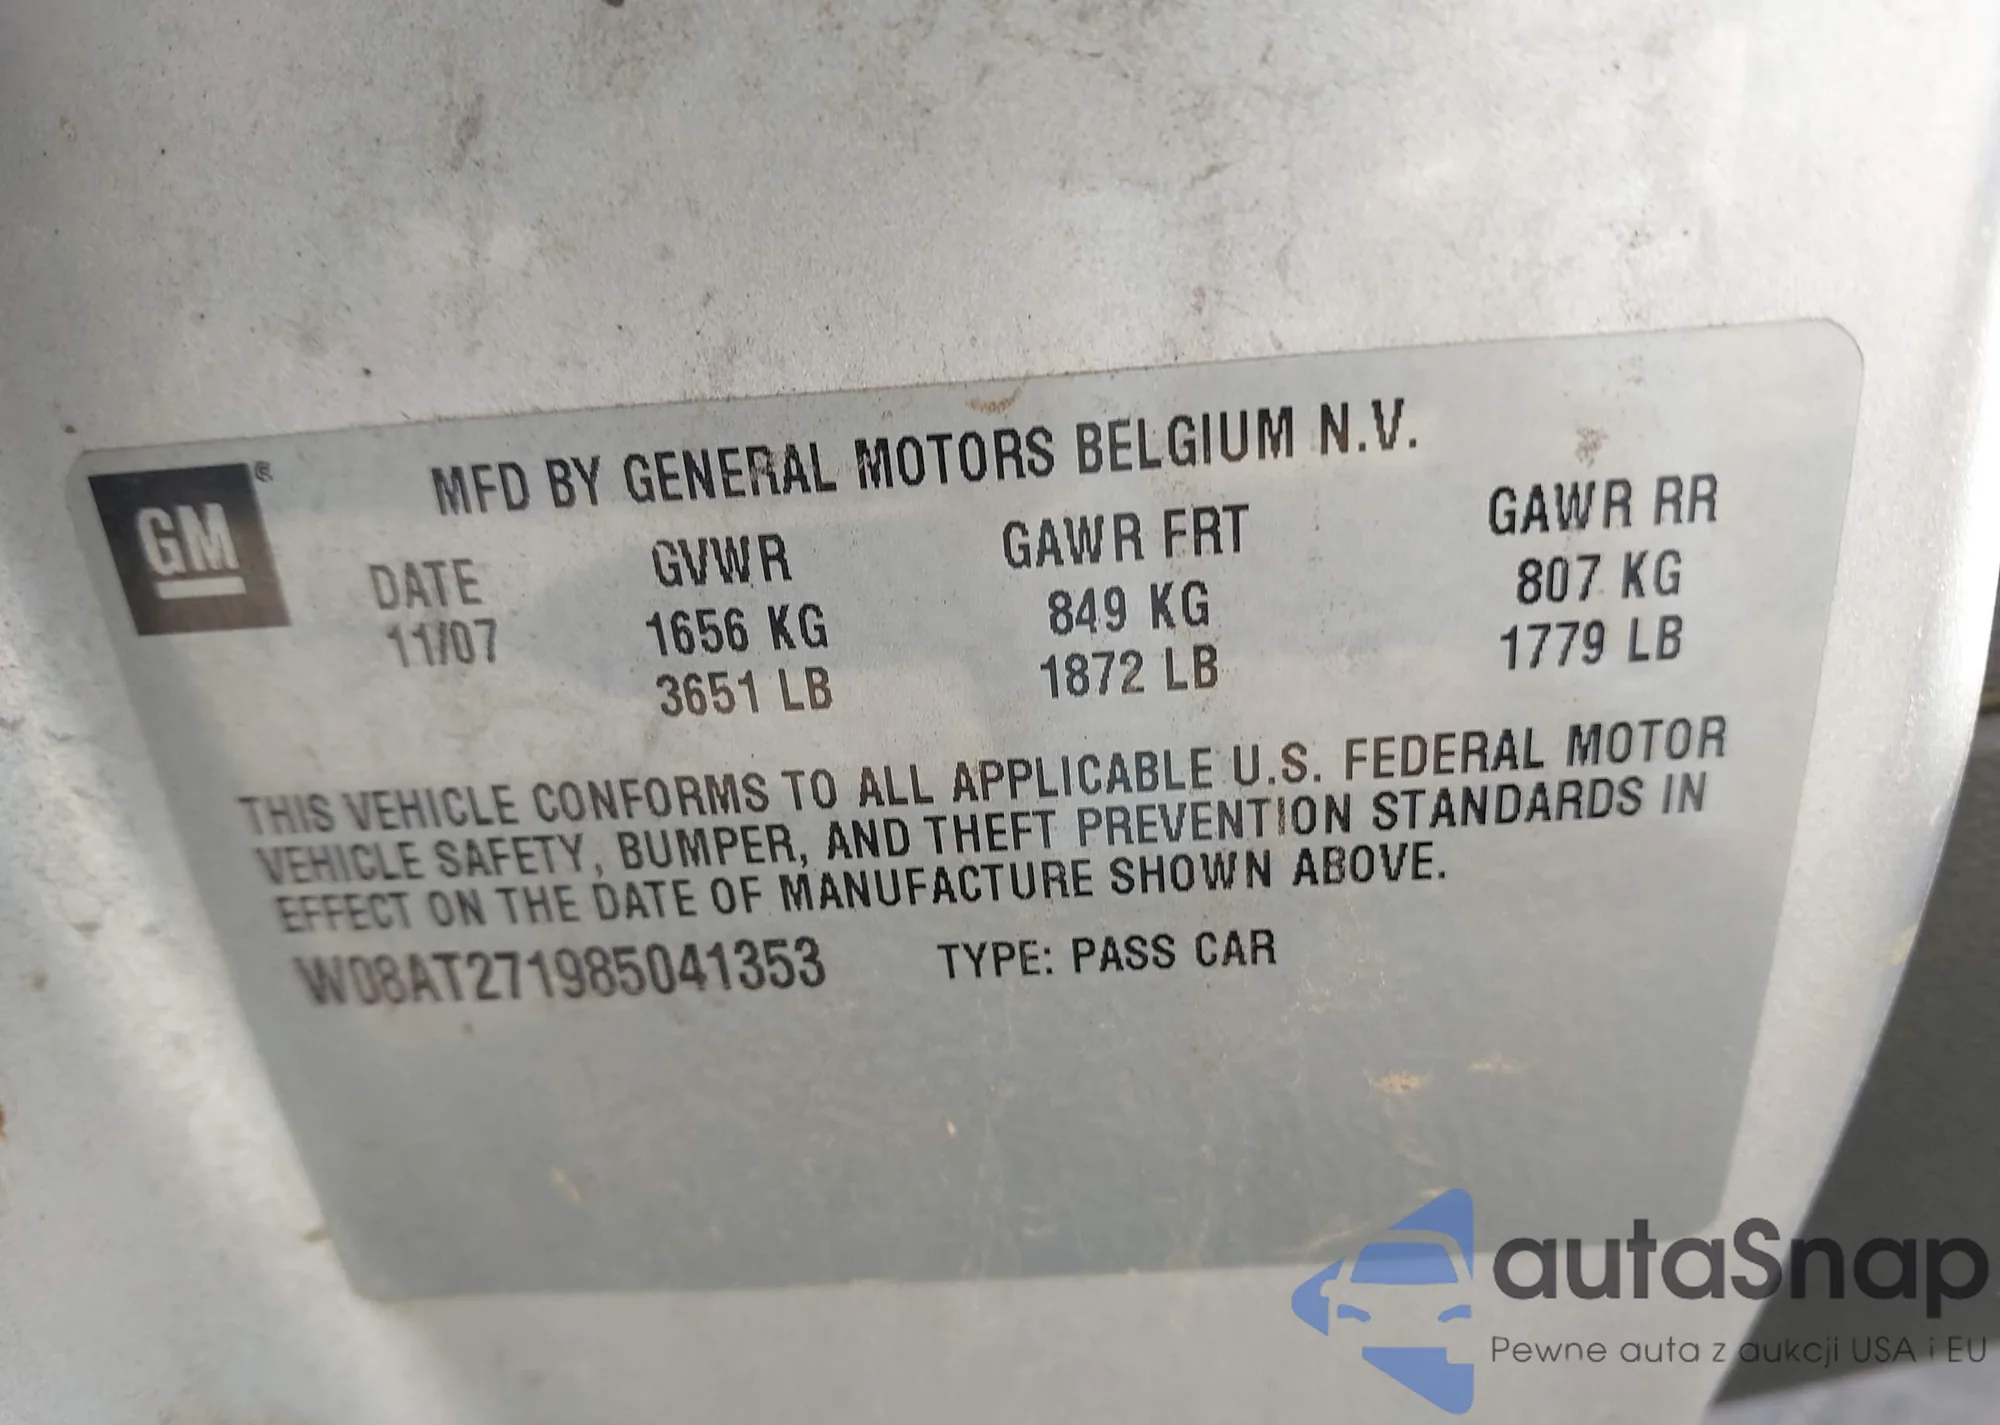 GM ®
MFD BY GENERAL MOTORS BELGIUM N.V.
DATE GVWR GAWR FRT GAWR RR
11/07 1656 KG 849 KG 807 KG
3651 LB 1872 LB 1779 LB
THIS VEHICLE CONFORMS TO ALL APPLICABLE U.S. FEDERAL MOTOR
VEHICLE SAFETY, BUMPER, AND THEFT PREVENTION STANDARDS IN
EFFECT ON THE DATE OF MANUFACTURE SHOWN ABOVE.
W08AT271985041353 TYPE: PASS CAR
autaSnap
Pewne auta z aukcji USA i EU